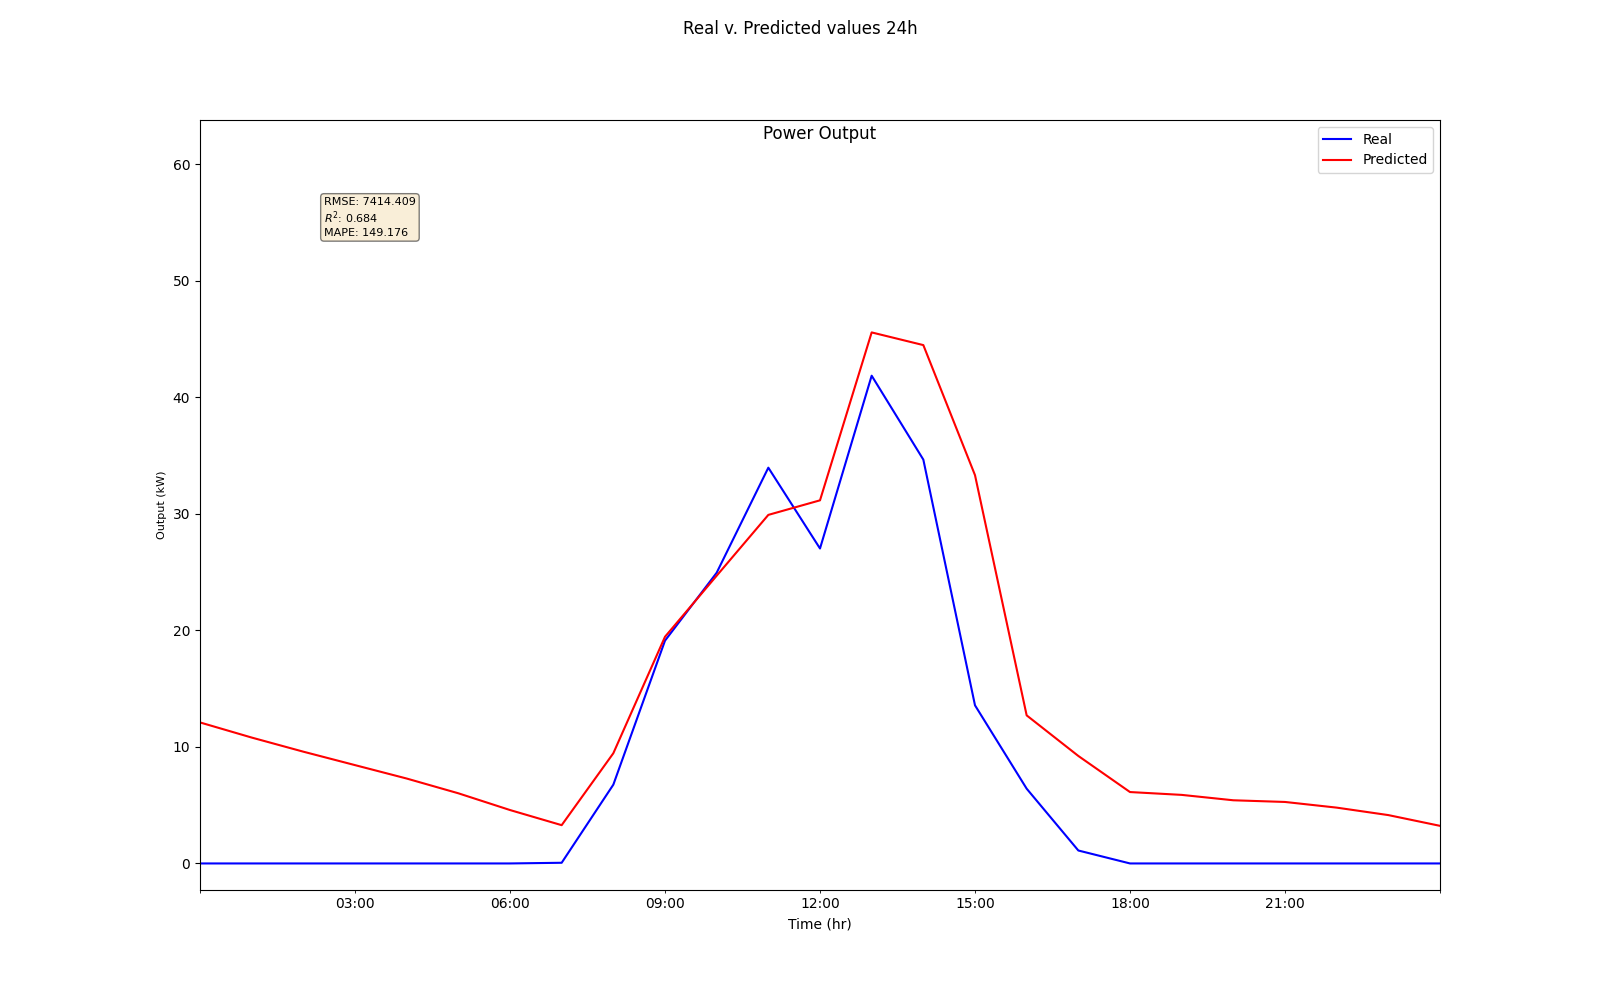 Real v. Predicted values 24h
Power Output
Real
Predicted
60
RMSE: 7414.409
R²: 0.684
MAPE: 149.176
50
40
30
20
10
0
Output (kW)
03:00 06:00 09:00 12:00 15:00 18:00 21:00
Time (hr)